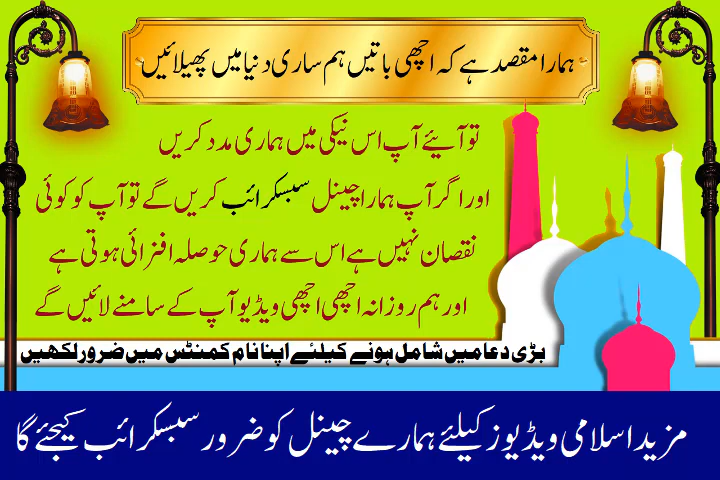 ہمارا مقصد ہے کہ اچھی باتیں ہم ساری دنیا میں پھیلائیں
تو آیئے آپ اس نیکی میں ہماری مدد کریں
اور اگر آپ ہمارا چینل سبسکرائب کریں گے تو آپ کو کوئی
نقصان نہیں ہے اس سے ہماری حوصلہ افزائی ہوتی ہے
اور ہم روزانہ اچھی اچھی ویڈیو آپ کے سامنے لائیں گے
بڑی دعا میں شامل ہونے کیلئے اپنا نام کمنٹس میں ضرور لکھیں
مزید اسلامی ویڈیوز کیلئے ہمارے چینل کو ضرور سبسکرائب کیجئے گا